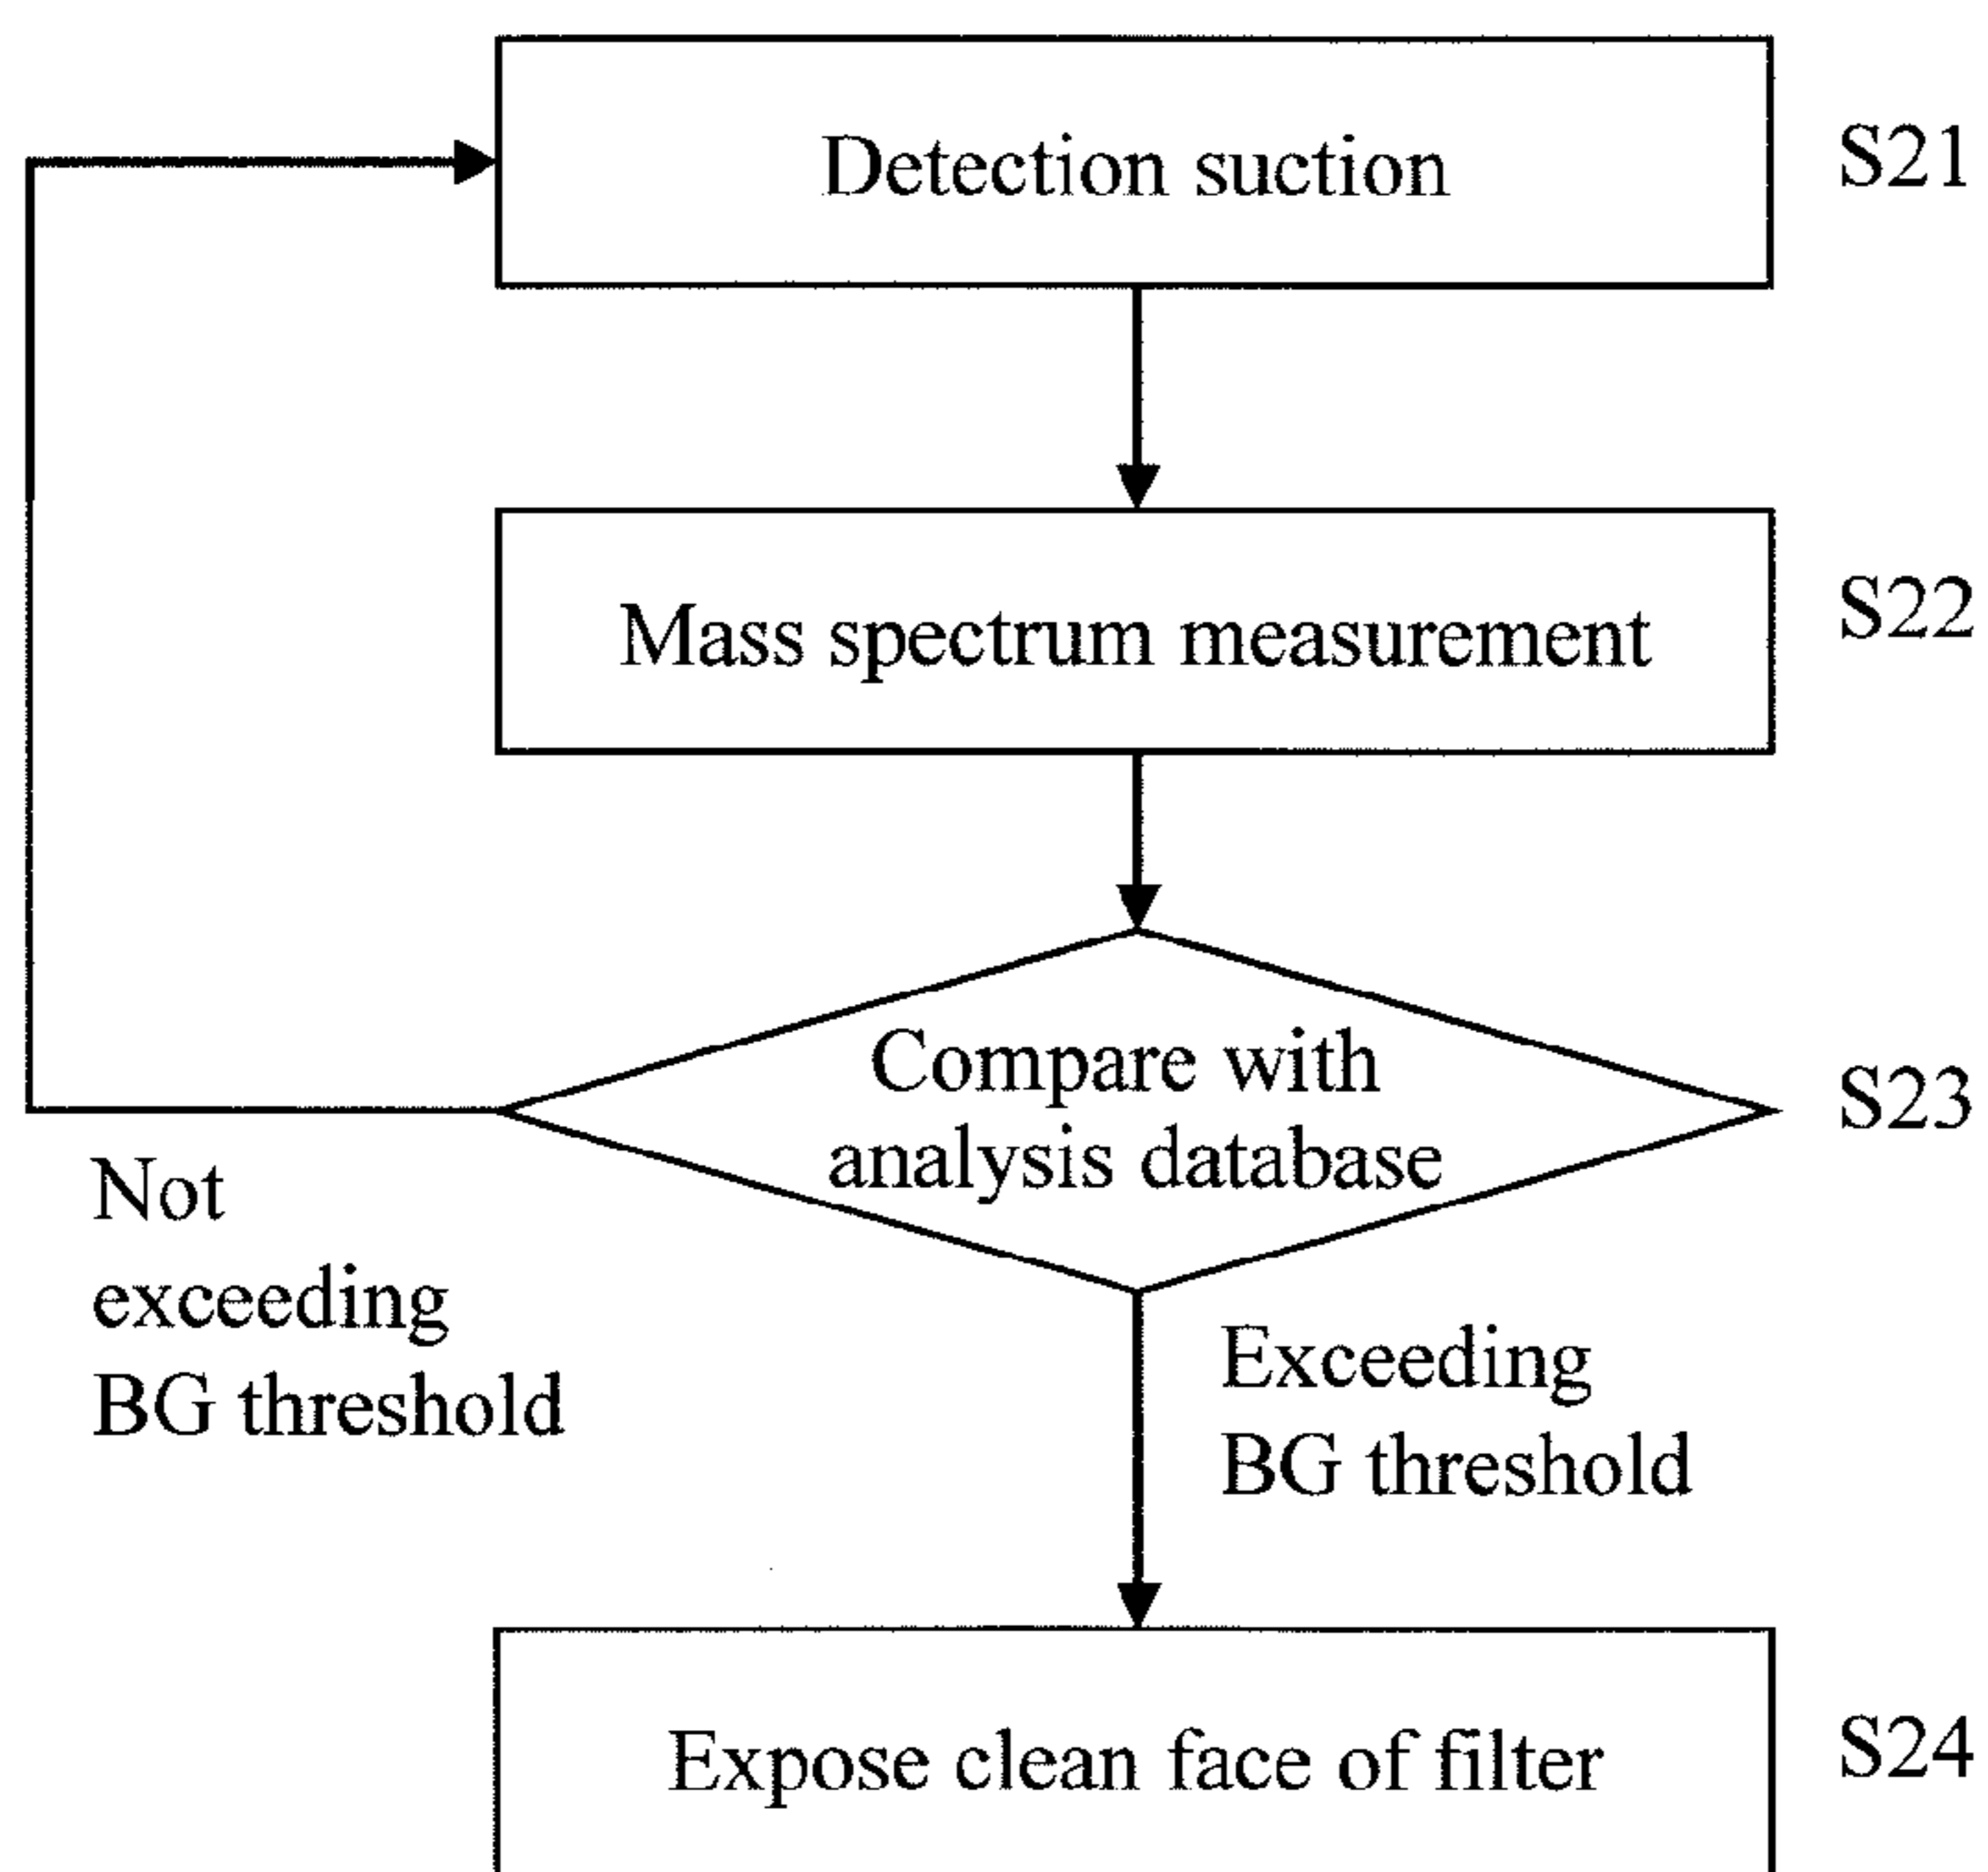 Detection suction
S21
Mass spectrum measurement
S22
Compare with
analysis database
S23
Not
exceeding
BG threshold
Exceeding
BG threshold
Expose clean face of filter
S24